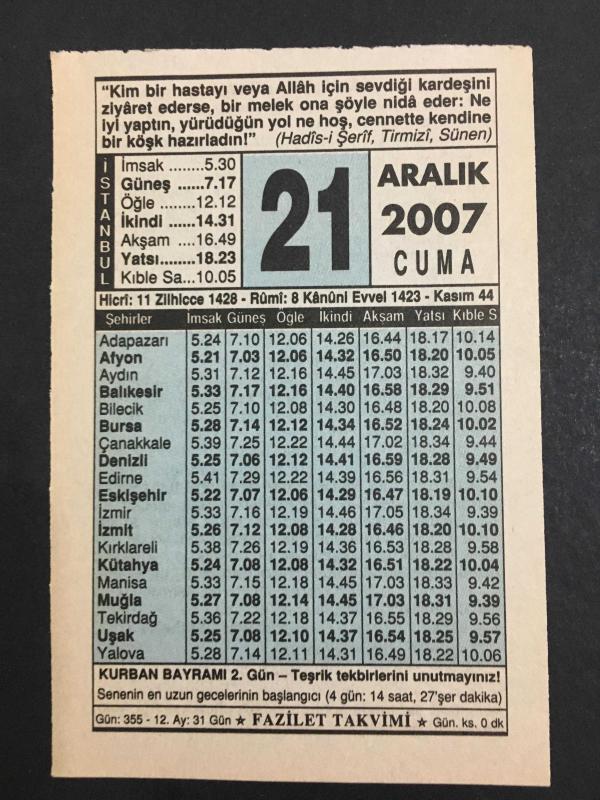 “Kim bir hastayı veya Allâh için sevdiği kardeşini
ziyâret ederse, bir melek ona şöyle nidâ eder: Ne
iyi yaptın, yürüdüğün yol ne hoş, cennette kendine
bir köşk hazırladın!” (Hadîs-i Şerîf, Tirmizî, Sünen)
İSTANBUL
İmsak ........5.30
Güneş ......7.17
Öğle ........12.12
İkindi ......14.31
Akşam ....16.49
Yatsı........18.23
Kıble Sa...10.05
21
ARALIK
2007
CUMA
Hicrî: 11 Zilhicce 1428 - Rûmî: 8 Kânûni Evvel 1423 - Kasım 44
Şehirler İmsak Güneş Öğle İkindi Akşam Yatsı Kıble S
Adapazarı 5.24 7.10 12.06 14.26 16.44 18.17 10.14
Afyon 5.21 7.03 12.06 14.32 16.50 18.20 10.05
Aydın 5.31 7.12 12.16 14.45 17.03 18.32 9.40
Balıkesir 5.33 7.17 12.16 14.40 16.58 18.29 9.51
Bilecik 5.25 7.10 12.08 14.30 16.48 18.20 10.08
Bursa 5.28 7.14 12.12 14.34 16.52 18.24 10.02
Çanakkale 5.39 7.25 12.22 14.44 17.02 18.34 9.44
Denizli 5.25 7.06 12.12 14.41 16.59 18.28 9.49
Edirne 5.41 7.29 12.22 14.39 16.56 18.31 9.54
Eskişehir 5.22 7.07 12.06 14.29 16.47 18.19 10.10
İzmir 5.33 7.16 12.19 14.46 17.05 18.34 9.39
İzmit 5.26 7.12 12.08 14.28 16.46 18.20 10.10
Kırklareli 5.38 7.26 12.19 14.36 16.53 18.28 9.58
Kütahya 5.24 7.08 12.08 14.32 16.51 18.22 10.04
Manisa 5.33 7.15 12.18 14.45 17.03 18.33 9.42
Muğla 5.27 7.08 12.14 14.45 17.03 18.31 9.39
Tekirdağ 5.36 7.22 12.18 14.37 16.55 18.29 9.56
Uşak 5.25 7.08 12.10 14.37 16.54 18.25 9.57
Yalova 5.28 7.14 12.11 14.31 16.49 18.22 10.06
KURBAN BAYRAMI 2. Gün – Teşrik tekbirlerini unutmayınız!
Senenin en uzun gecelerinin başlangıcı (4 gün: 14 saat, 27’şer dakika)
Gün: 355 - 12. Ay: 31 Gün ★ FAZİLET TAKVİMİ ★ Gün. ks. 0 dk